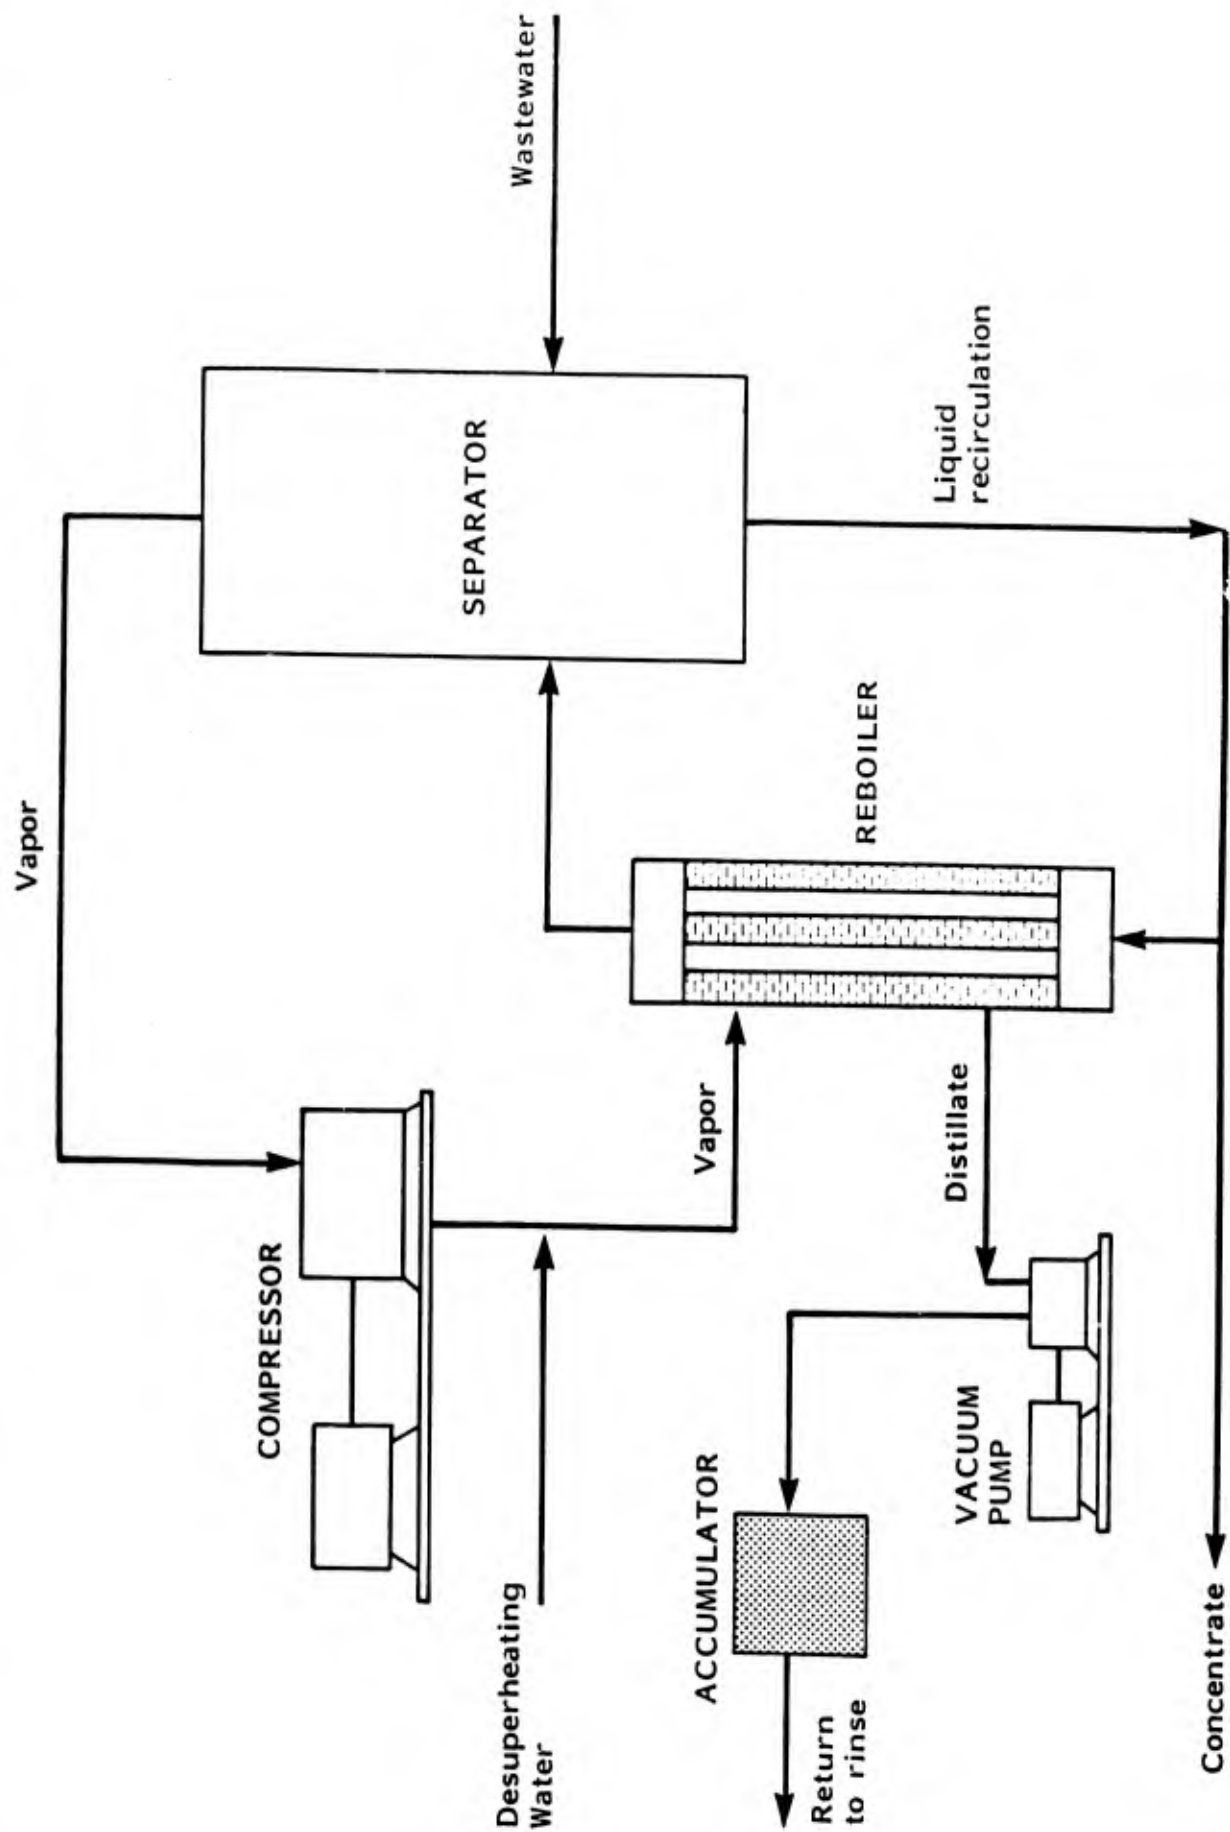 Vapor
COMPRESSOR
SEPARATOR
Wastewater
Desuperheating
Water
Vapor
REBOILER
ACCUMULATOR
Return
to rinse
Distillate
VACUUM
PUMP
Liquid
recirculation
Concentrate